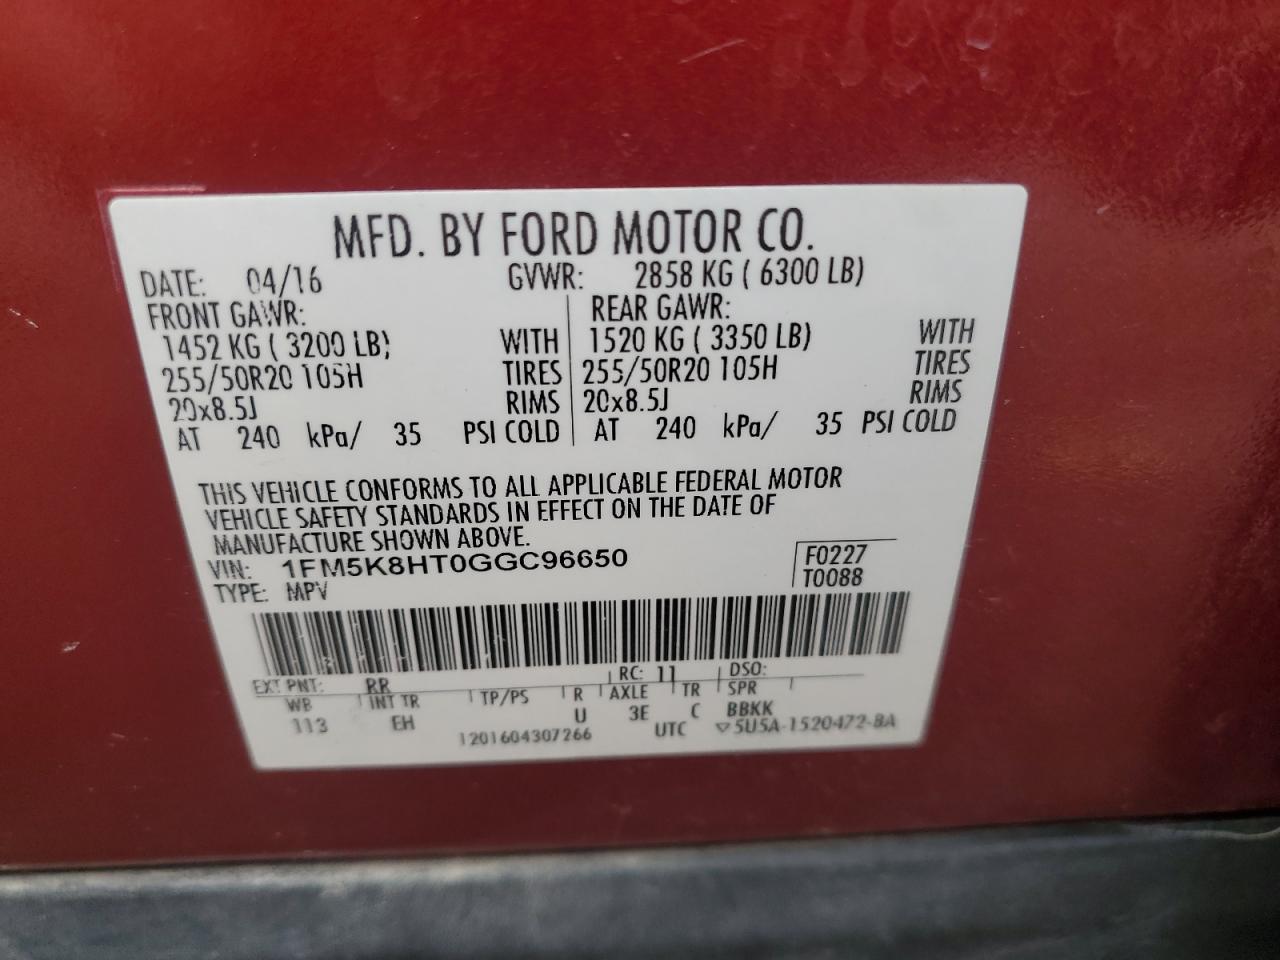 MFD. BY FORD MOTOR CO.
DATE: 04/16 GVWR: 2858 KG ( 6300 LB)
FRONT GAWR: REAR GAWR:
1452 KG ( 3200 LB) WITH 1520 KG ( 3350 LB) WITH
255/50R20 105H TIRES 255/50R20 105H TIRES
20x8.5J RIMS 20x8.5J RIMS
AT 240 kPa/ 35 PSI COLD AT 240 kPa/ 35 PSI COLD
THIS VEHICLE CONFORMS TO ALL APPLICABLE FEDERAL MOTOR
VEHICLE SAFETY STANDARDS IN EFFECT ON THE DATE OF
MANUFACTURE SHOWN ABOVE.
VIN: 1FM5K8HT0GGC96650 F0227
TYPE: MPV T0088
EXT PNT: RR RC: 11 DSO:
WB INT TR TP/PS R AXLE TR SPR
113 EH U 3E C BBKK
1201604307266 UTC ▽5U5A-1520472-BA